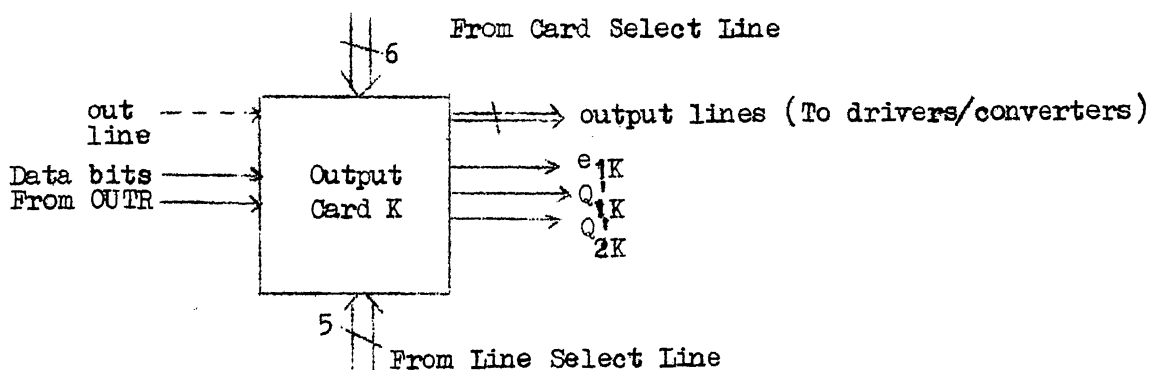 From Card Select Line
6
out
line
output lines (To drivers/converters)
Data bits
From OUTR
Output
Card K
e1K
Q'1K
Q'2K
5
From Line Select Line